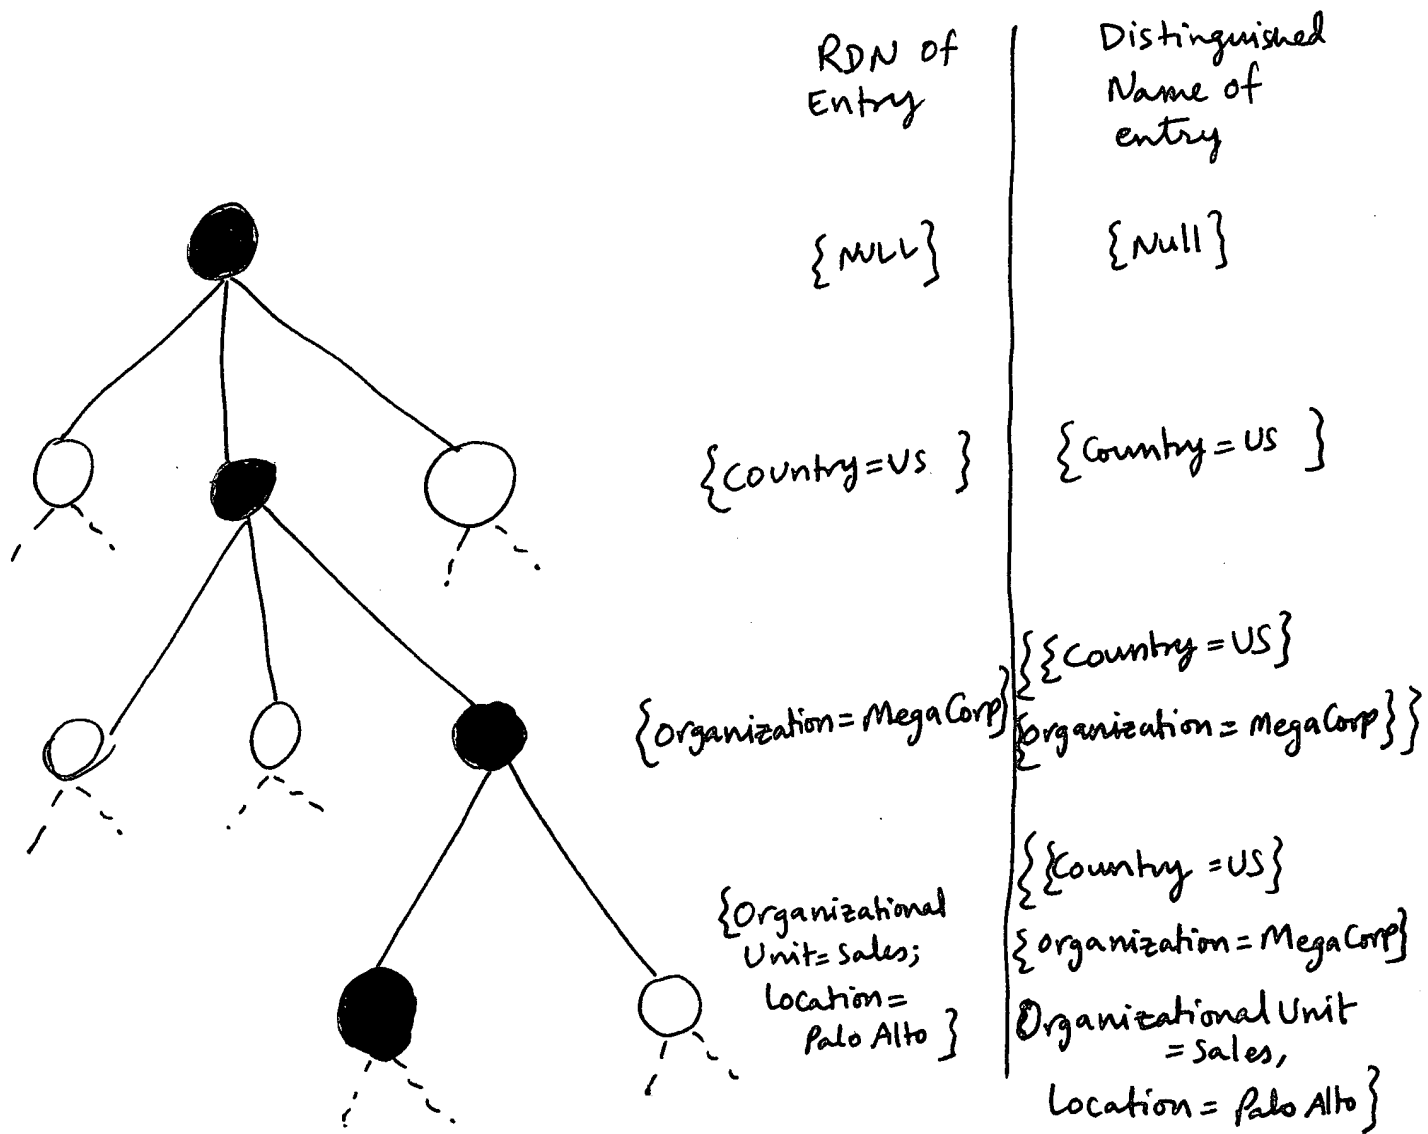 RDN of
Entry
Distinguished
Name of
entry
{NULL}
{Null}
{Country=US }
{Country=US }
{Organization=MegaCorp}
{{Country=US}
{Organization=MegaCorp}}
{Organizational
Unit=Sales;
Location=
Palo Alto }
{{Country =US}
{Organization=MegaCorp}
Organizational Unit
=Sales,
Location= Palo Alto}